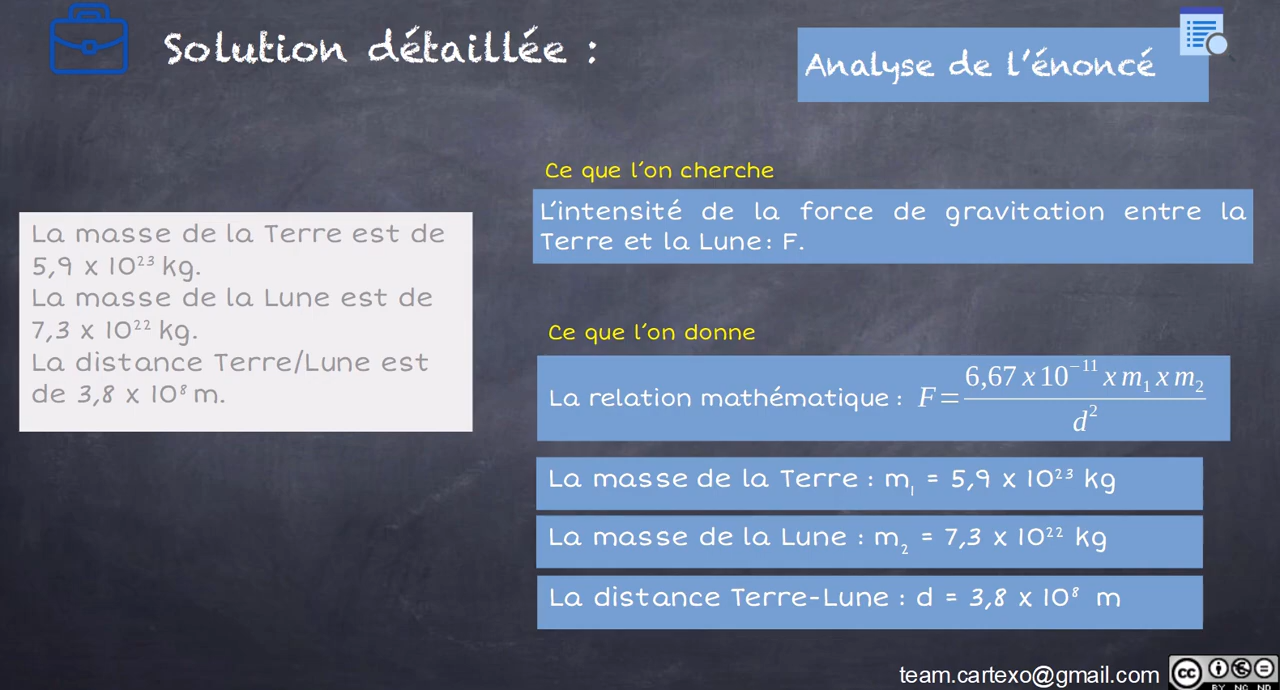 Solution détaillée :
Analyse de l'énoncé
La masse de la Terre est de
5,9 x 10²³ kg.
La masse de la Lune est de
7,3 x 10²² kg.
La distance Terre/Lune est
de 3,8 x 10⁸ m.
Ce que l'on cherche
L'intensité de la force de gravitation entre la
Terre et la Lune: F.
Ce que l'on donne
La relation mathématique : F = (6,67 x 10⁻¹¹ x m₁ x m₂) / d²
La masse de la Terre : m₁ = 5,9 x 10²³ kg
La masse de la Lune : m₂ = 7,3 x 10²² kg
La distance Terre-Lune : d = 3,8 x 10⁸ m
team.cartexo@gmail.com
cc
BY NC ND